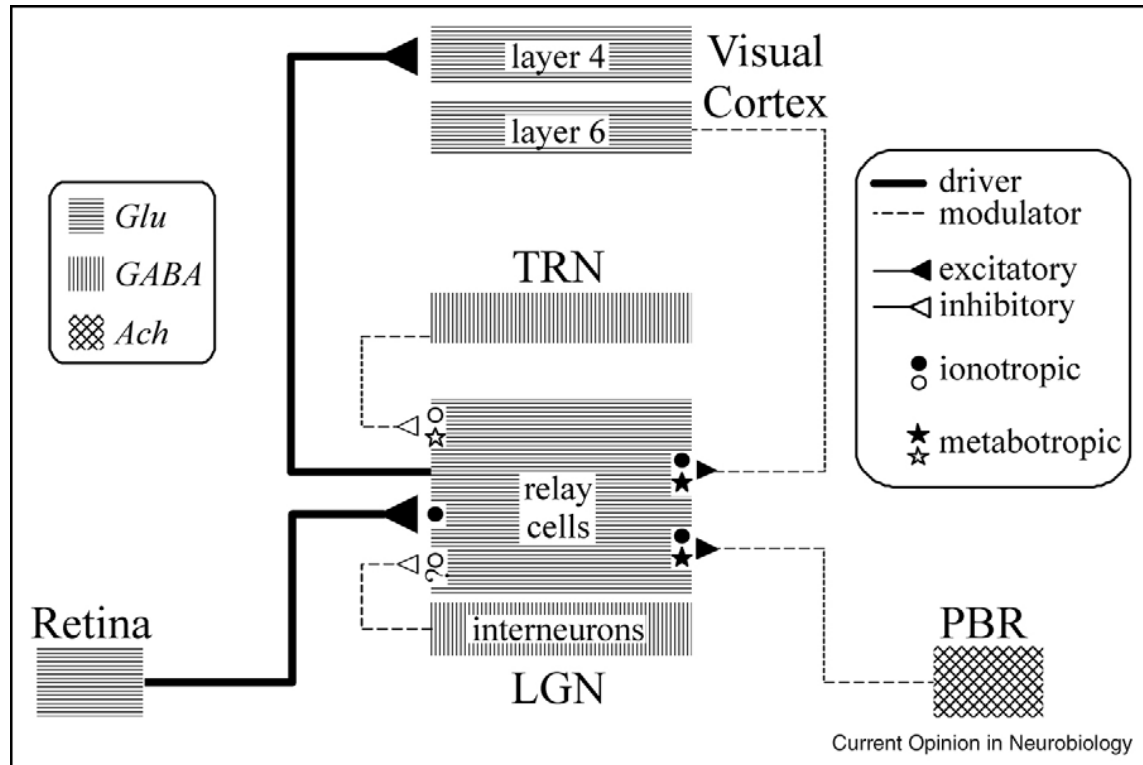 layer 4
Visual
Cortex
layer 6
Glu
GABA
Ach
driver
modulator
excitatory
inhibitory
ionotropic
metabotropic
TRN
relay
cells
?
interneurons
LGN
Retina
PBR
Current Opinion in Neurobiology